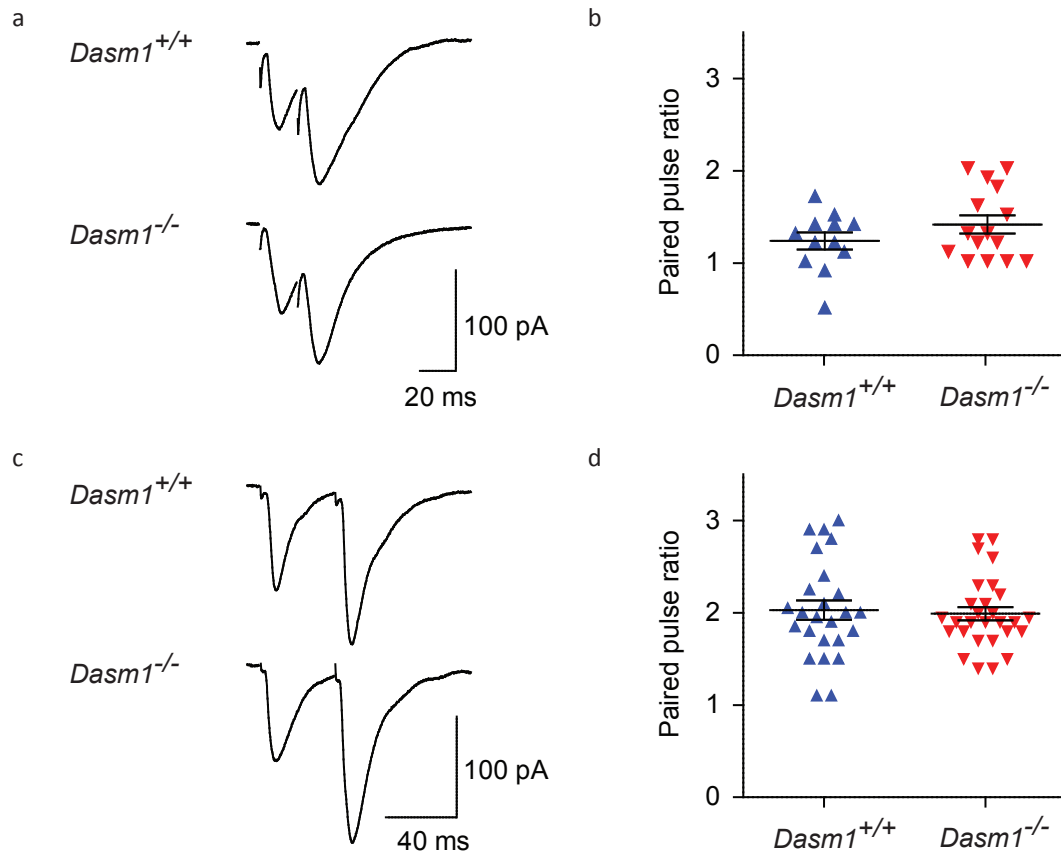 a
Dasm1+/+
Dasm1-/-
100 pA
20 ms
b
Paired pulse ratio
3
2
1
0
Dasm1+/+
Dasm1-/-
c
Dasm1+/+
Dasm1-/-
100 pA
40 ms
d
Paired pulse ratio
3
2
1
0
Dasm1+/+
Dasm1-/-